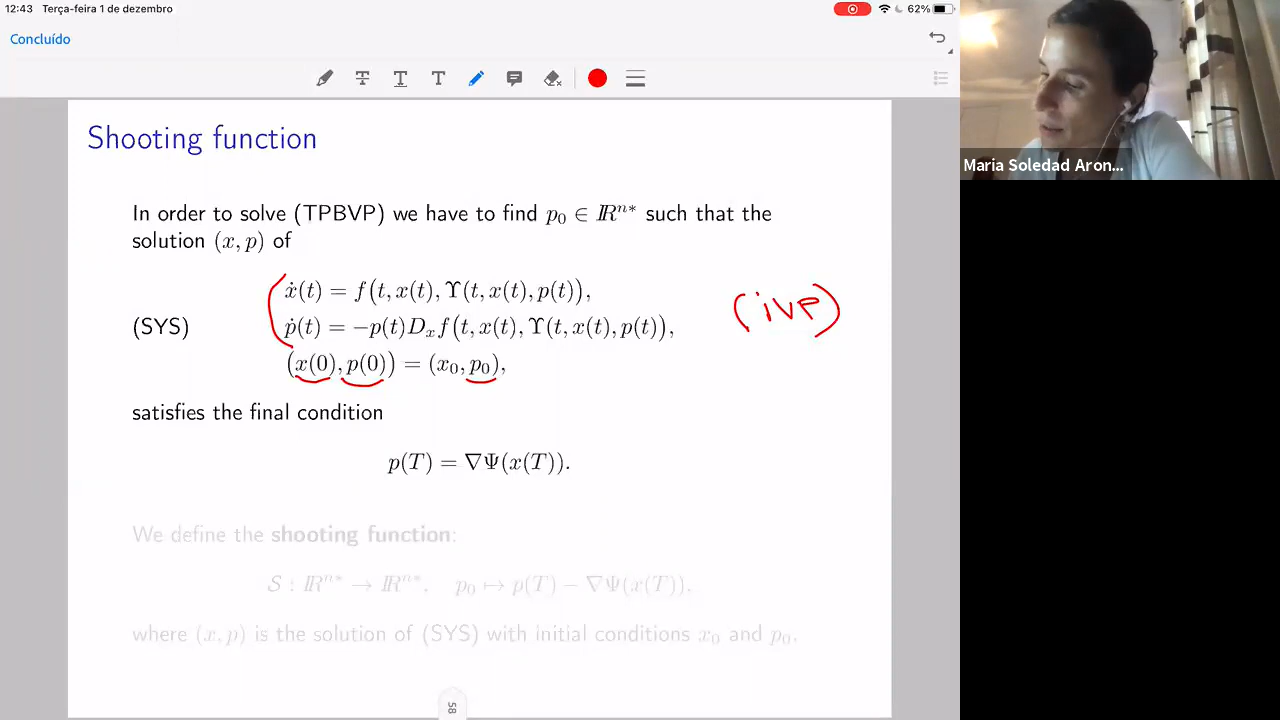 12:43 Terça-feira 1 de dezembro
62%
Concluído
Shooting function
In order to solve (TPBVP) we have to find p₀ ∈ ℝⁿ* such that the
solution (x, p) of
ẋ(t) = f(t, x(t), ϒ(t, x(t), p(t)),
(SYS) ṗ(t) = −p(t)Dₓf(t, x(t), ϒ(t, x(t), p(t)),
(x(0), p(0)) = (x₀, p₀),
(IVP)
satisfies the final condition
p(T) = ∇Ψ(x(T)).
We define the shooting function:
𝒮 : ℝⁿ* → ℝⁿ*, p₀ ↦ p(T) − ∇Ψ(x(T)).
where (x, p) is the solution of (SYS) with initial conditions x₀ and p₀.
58
Maria Soledad Aron...